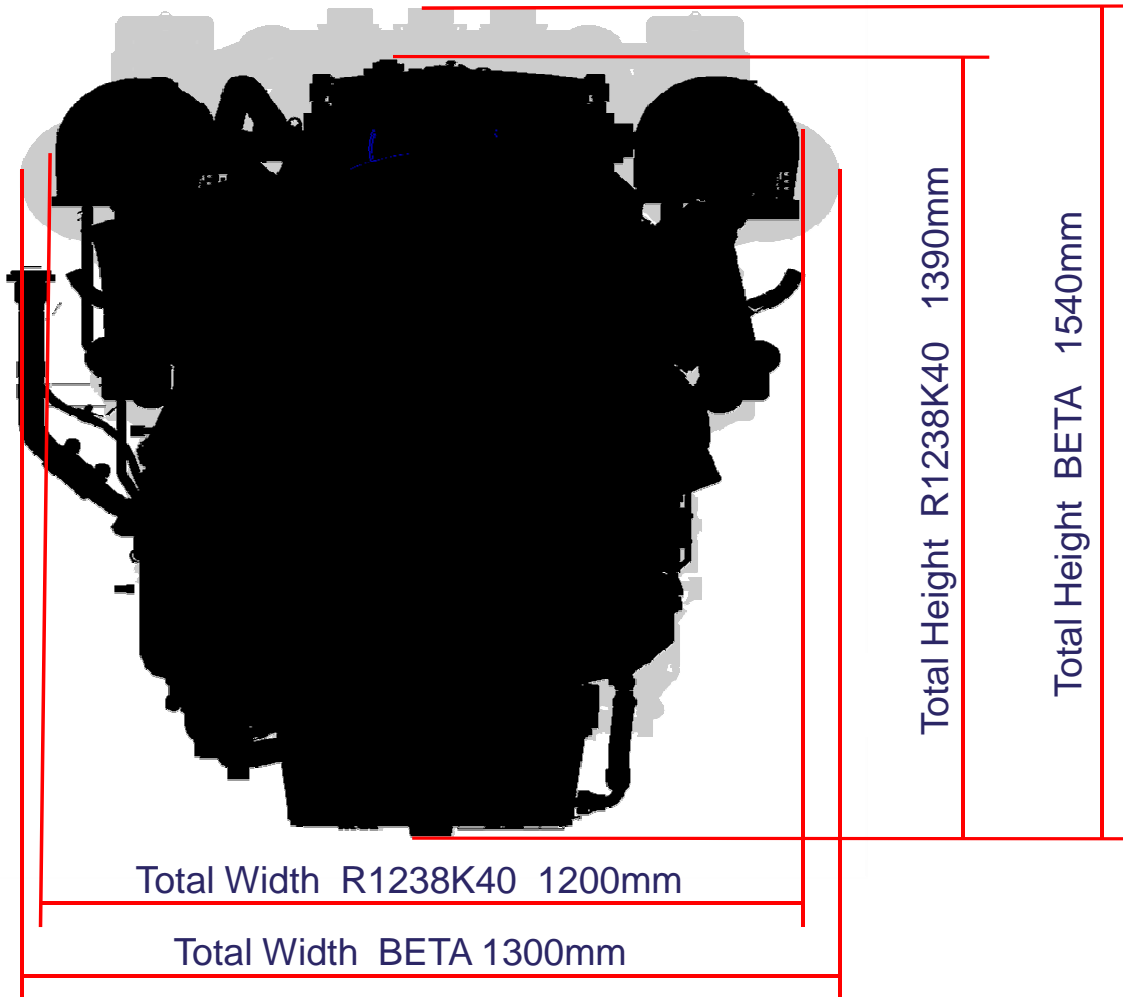 Total Height R1238K40 1390mm
Total Height BETA 1540mm
Total Width R1238K40 1200mm
Total Width BETA 1300mm